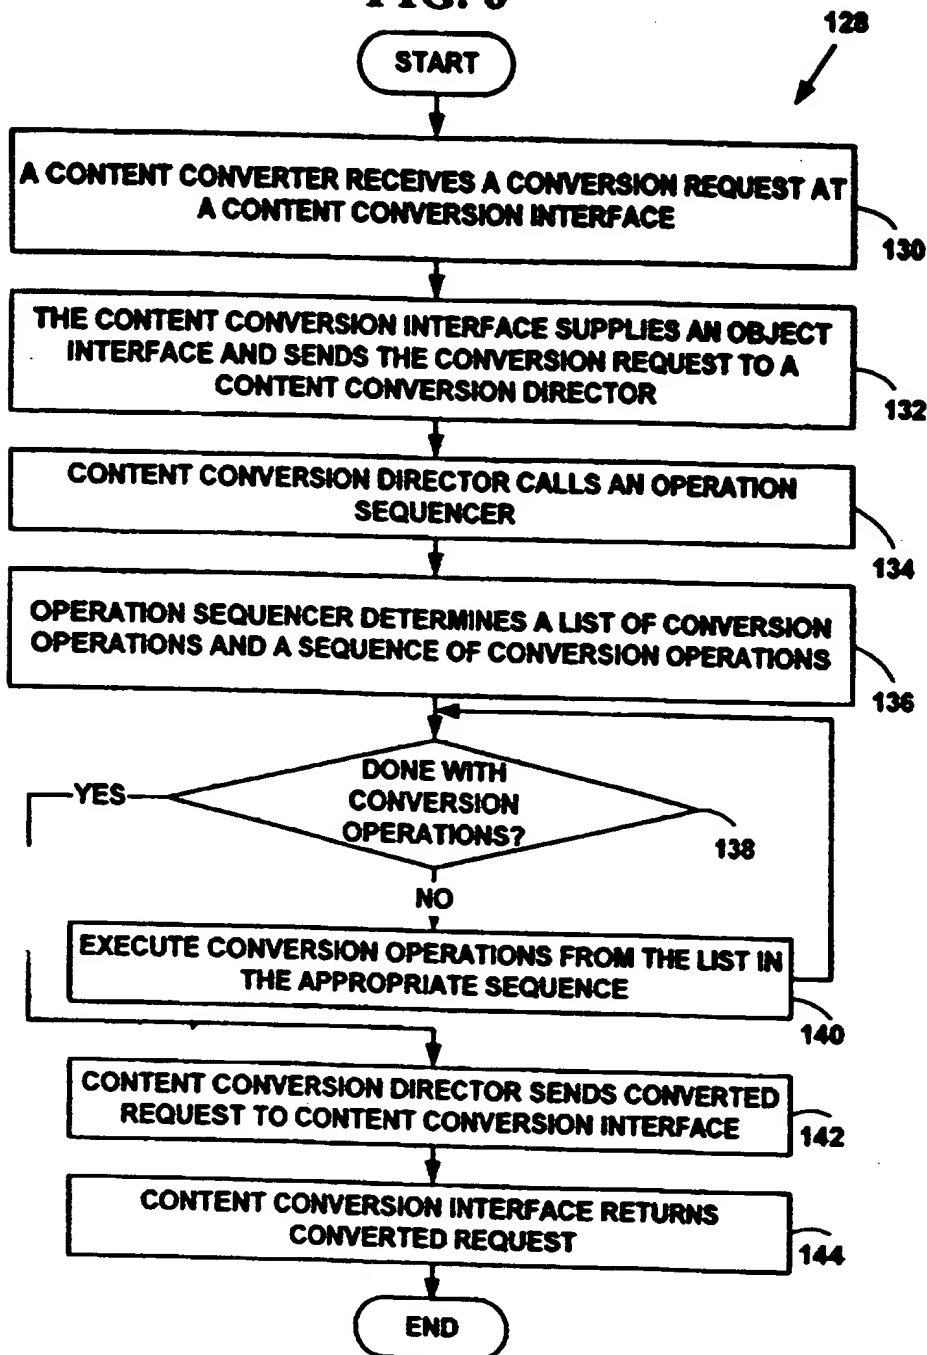 128
START
A CONTENT CONVERTER RECEIVES A CONVERSION REQUEST AT
A CONTENT CONVERSION INTERFACE
130
THE CONTENT CONVERSION INTERFACE SUPPLIES AN OBJECT
INTERFACE AND SENDS THE CONVERSION REQUEST TO A
CONTENT CONVERSION DIRECTOR
132
CONTENT CONVERSION DIRECTOR CALLS AN OPERATION
SEQUENCER
134
OPERATION SEQUENCER DETERMINES A LIST OF CONVERSION
OPERATIONS AND A SEQUENCE OF CONVERSION OPERATIONS
136
DONE WITH
CONVERSION
OPERATIONS?
YES
138
NO
EXECUTE CONVERSION OPERATIONS FROM THE LIST IN
THE APPROPRIATE SEQUENCE
140
CONTENT CONVERSION DIRECTOR SENDS CONVERTED
REQUEST TO CONTENT CONVERSION INTERFACE
142
CONTENT CONVERSION INTERFACE RETURNS
CONVERTED REQUEST
144
END